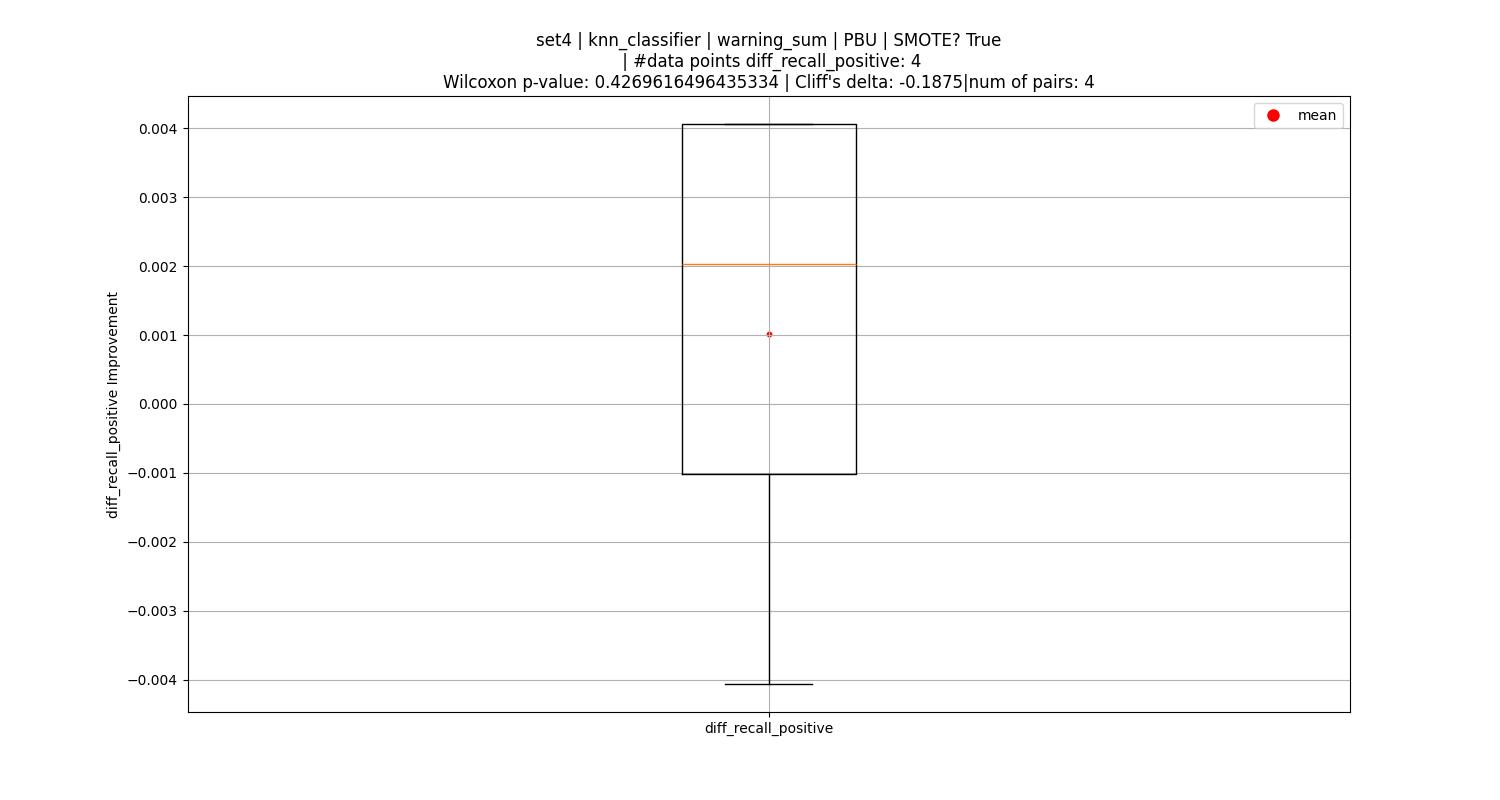 set4 | knn_classifier | warning_sum | PBU | SMOTE? True
| #data points diff_recall_positive: 4
Wilcoxon p-value: 0.4269616496435334 | Cliff's delta: -0.1875|num of pairs: 4
mean
0.004
0.003
0.002
0.001
0.000
−0.001
−0.002
−0.003
−0.004
diff_recall_positive Improvement
diff_recall_positive